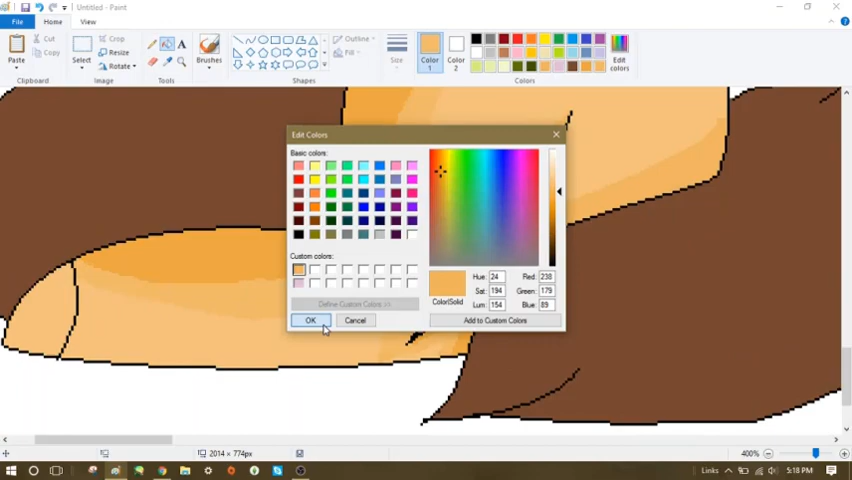 Untitled - Paint
File Home View
Paste
Cut
Copy
Clipboard
Select
Crop
Resize
Rotate
Image
A
Tools
Brushes
Outline
Fill
Shapes
Size
Color 1
Color 2
Colors
Edit colors
Edit Colors
Basic colors:
Custom colors:
Define Custom Colors >>
OK Cancel
Color|Solid
Hue: 24
Sat: 194
Lum: 154
Red: 238
Green: 179
Blue: 89
Add to Custom Colors
2014 × 774px
400%
Links
5:18 PM